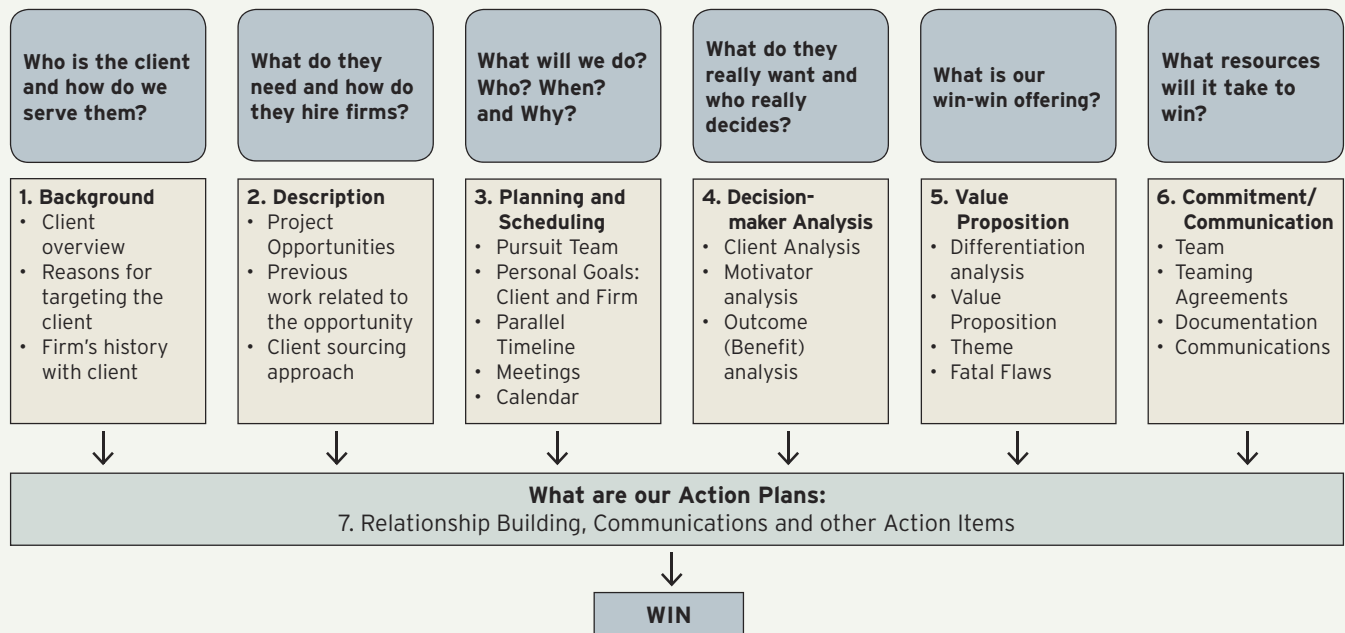 Who is the client
and how do we
serve them?
What do they
need and how do
they hire firms?
What will we do?
Who? When?
and Why?
What do they
really want and
who really
decides?
What is our
win-win offering?
What resources
will it take to
win?
1. Background
• Client
overview
• Reasons for
targeting the
client
• Firm's history
with client
2. Description
• Project
Opportunities
• Previous
work related to
the opportunity
• Client sourcing
approach
3. Planning and
Scheduling
• Pursuit Team
• Personal Goals:
Client and Firm
• Parallel
Timeline
• Meetings
• Calendar
4. Decision-
maker Analysis
• Client Analysis
• Motivator
analysis
• Outcome
(Benefit)
analysis
5. Value
Proposition
• Differentiation
analysis
• Value
Proposition
• Theme
• Fatal Flaws
6. Commitment/
Communication
• Team
• Teaming
Agreements
• Documentation
• Communications
What are our Action Plans:
7. Relationship Building, Communications and other Action Items
WIN